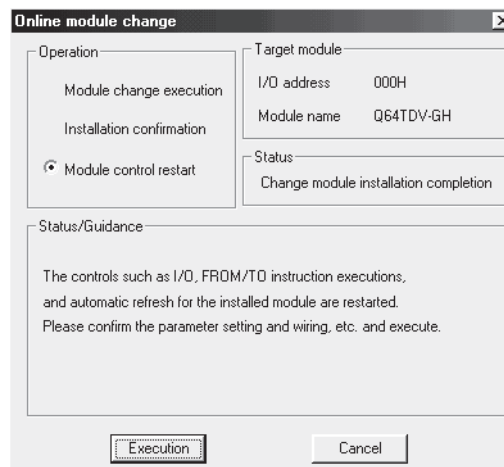 Online module change
Operation
Module change execution
Installation confirmation
Module control restart
Target module
I/O address 000H
Module name Q64TDV-GH
Status
Change module installation completion
Status/Guidance
The controls such as I/O, FROM/TO instruction executions,
and automatic refresh for the installed module are restarted.
Please confirm the parameter setting and wiring, etc. and execute.
Execution
Cancel